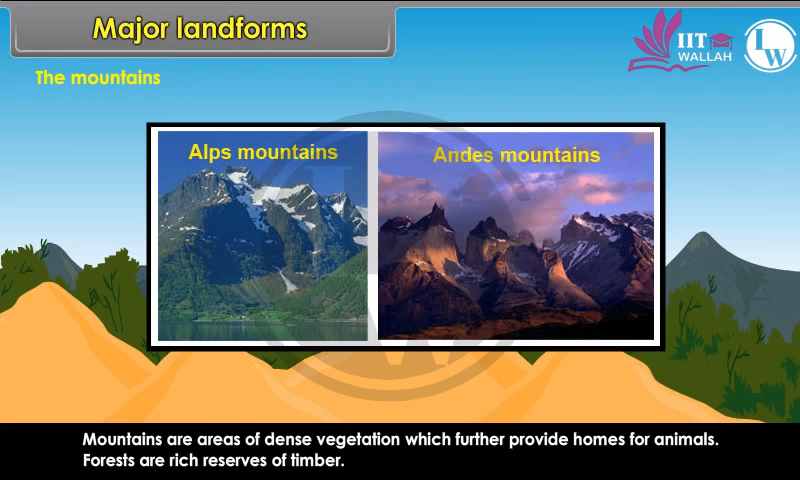 Major landforms
IIT
WALLAH
LW
The mountains
Alps mountains
Andes mountains
LW
Mountains are areas of dense vegetation which further provide homes for animals.
Forests are rich reserves of timber.